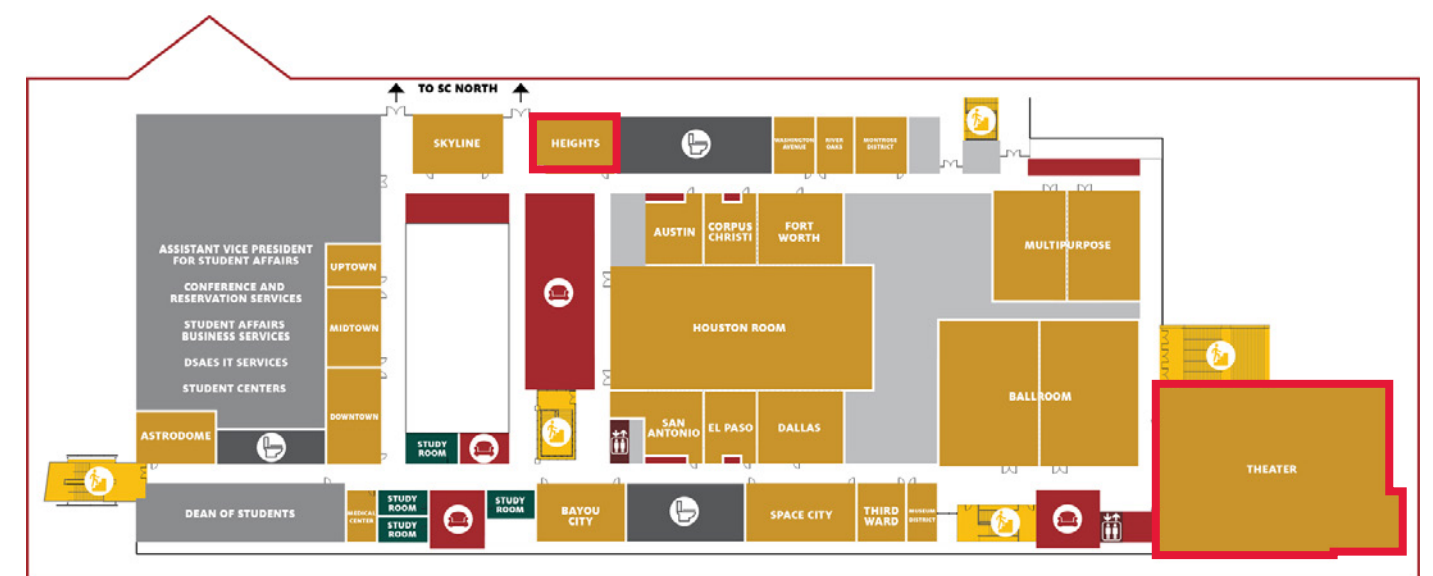 TO SC NORTH
SKYLINE
HEIGHTS
WASHINGTON
AVENUE
RIVER
OAKS
MONTROSE
DISTRICT
AUSTIN
CORPUS
CHRISTI
FORT
WORTH
MULTIPURPOSE
ASSISTANT VICE PRESIDENT
FOR STUDENT AFFAIRS
UPTOWN
CONFERENCE AND
RESERVATION SERVICES
STUDENT AFFAIRS
BUSINESS SERVICES
MIDTOWN
HOUSTON ROOM
DSAES IT SERVICES
STUDENT CENTERS
BALLROOM
DOWNTOWN
ASTRODOME
STUDY
ROOM
SAN
ANTONIO
EL PASO
DALLAS
THEATER
DEAN OF STUDENTS
MEDICAL
CENTER
STUDY
ROOM
STUDY
ROOM
STUDY
ROOM
BAYOU
CITY
SPACE CITY
THIRD
WARD
MUSEUM
DISTRICT